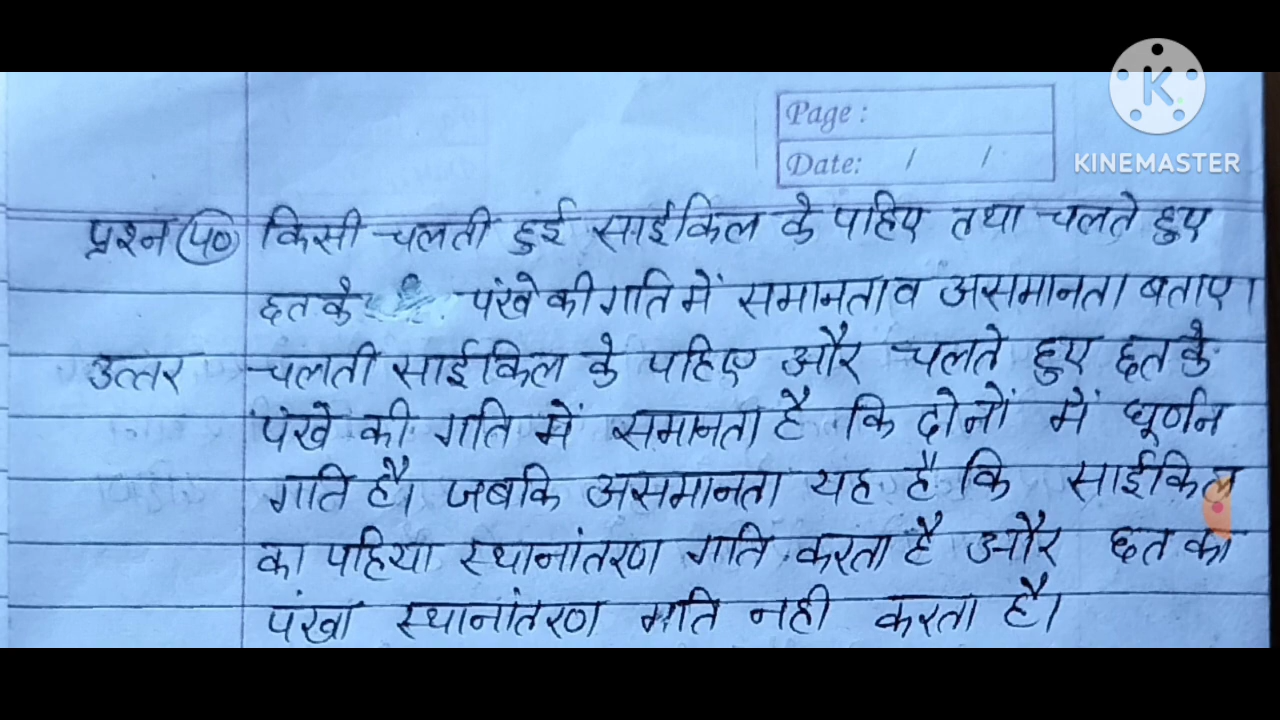 Page :
Date: / /
KINEMASTER
प्रश्न (५०) किसी चलती हुई साईकिल के पहिए तथा चलते हुए
छत के पंखे की गति में समानता व असमानता बताए।
उत्तर चलती साईकिल के पहिए और चलते हुए छत के
पंखे की गति में समानता है कि दोनों में घूर्णन
गति है। जबकि असमानता यह है कि साईकिल
का पहिया स्थानांतरण गति करता है और छत का
पंखा स्थानांतरण गति नही करता है।